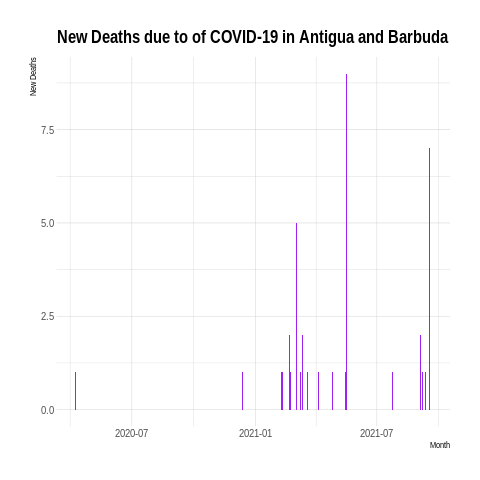 New Deaths due to of COVID-19 in Antigua and Barbuda
New Deaths
7.5
5.0
2.5
0.0
2020-07
2021-01
2021-07
Month